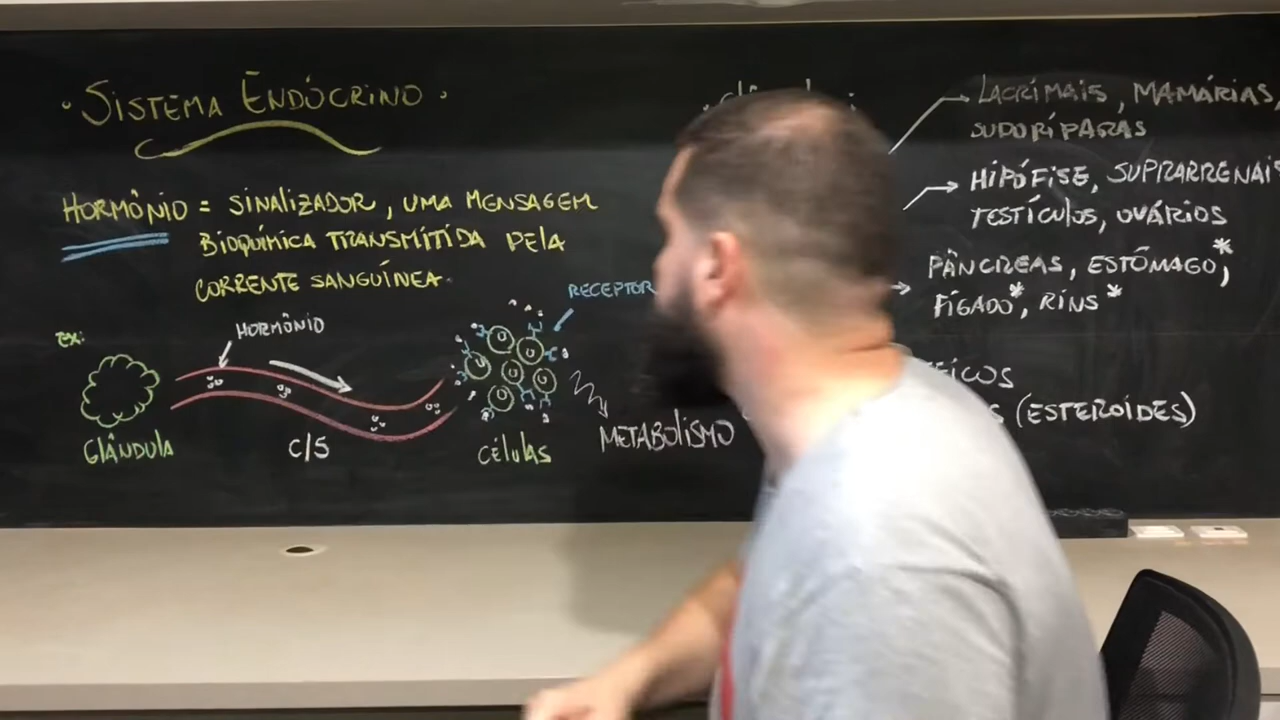 · SISTEMA ENDÓCRINO ·
HORMÔNIO = SINALIZADOR, UMA MENSAGEM
BIOQUÍMICA TRANSMITIDA PELA
CORRENTE SANGUÍNEA.
EX:
HORMÔNIO
RECEPTOR
GLÂNDULA
C/S
CÉLULAS
METABOLISMO
LACRIMAIS, MAMÁRIAS,
SUDORÍPARAS
HIPÓFISE, SUPRARRENAIS
TESTÍCULOS, OVÁRIOS
PÂNCREAS, ESTÔMAGO*,
FÍGADO*, RINS*
(ESTERÓIDES)